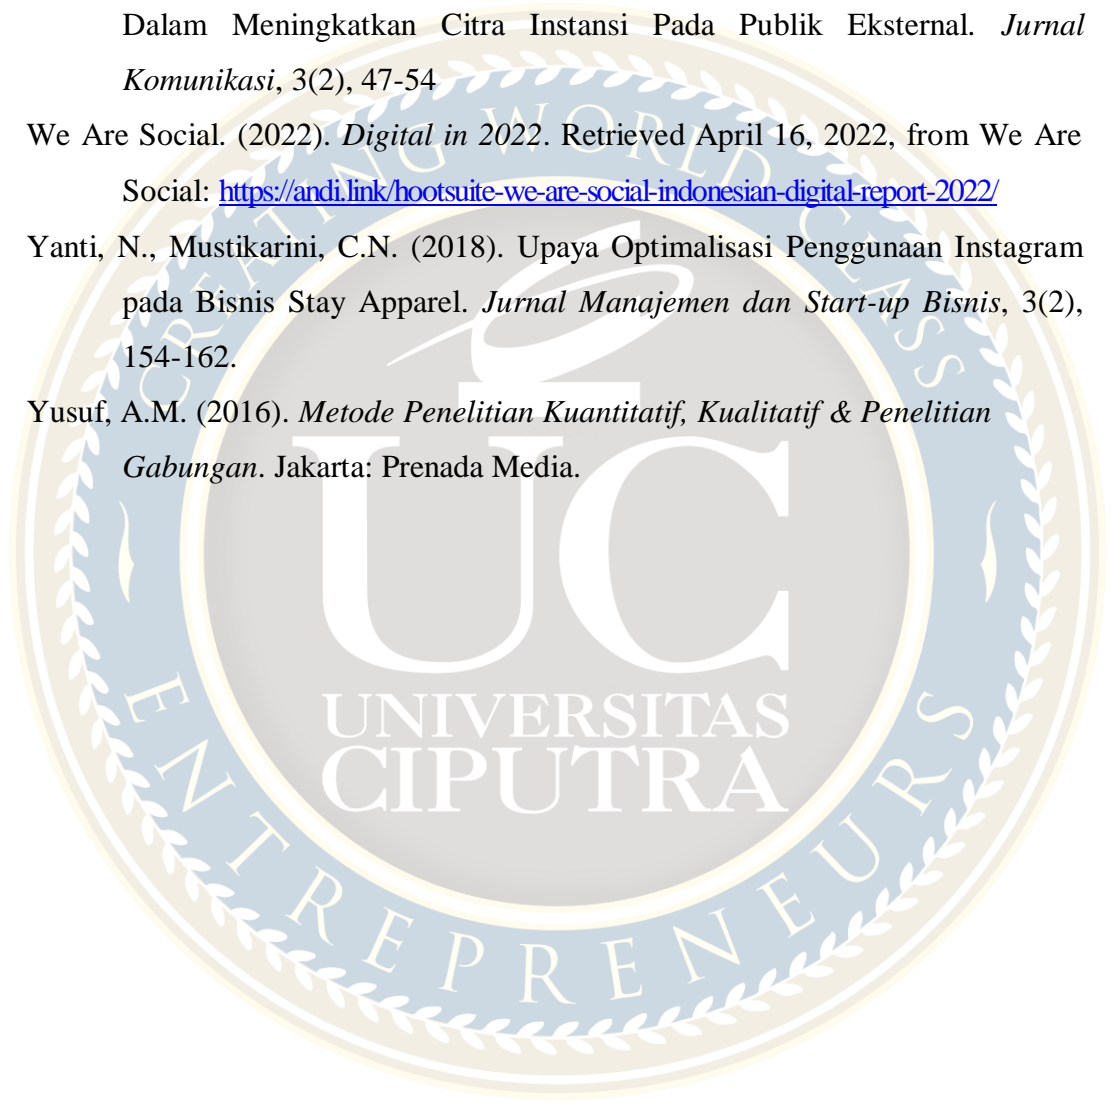 Dalam Meningkatkan Citra Instansi Pada Publik Eksternal. Jurnal
Komunikasi, 3(2), 47-54
We Are Social. (2022). Digital in 2022. Retrieved April 16, 2022, from We Are
Social: https://andi.link/hootsuite-we-are-social-indonesian-digital-report-2022/
Yanti, N., Mustikarini, C.N. (2018). Upaya Optimalisasi Penggunaan Instagram
pada Bisnis Stay Apparel. Jurnal Manajemen dan Start-up Bisnis, 3(2),
154-162.
Yusuf, A.M. (2016). Metode Penelitian Kuantitatif, Kualitatif & Penelitian
Gabungan. Jakarta: Prenada Media.
CREATING WORLD CLASS
UC
UNIVERSITAS
CIPUTRA
ENTREPRENEURS